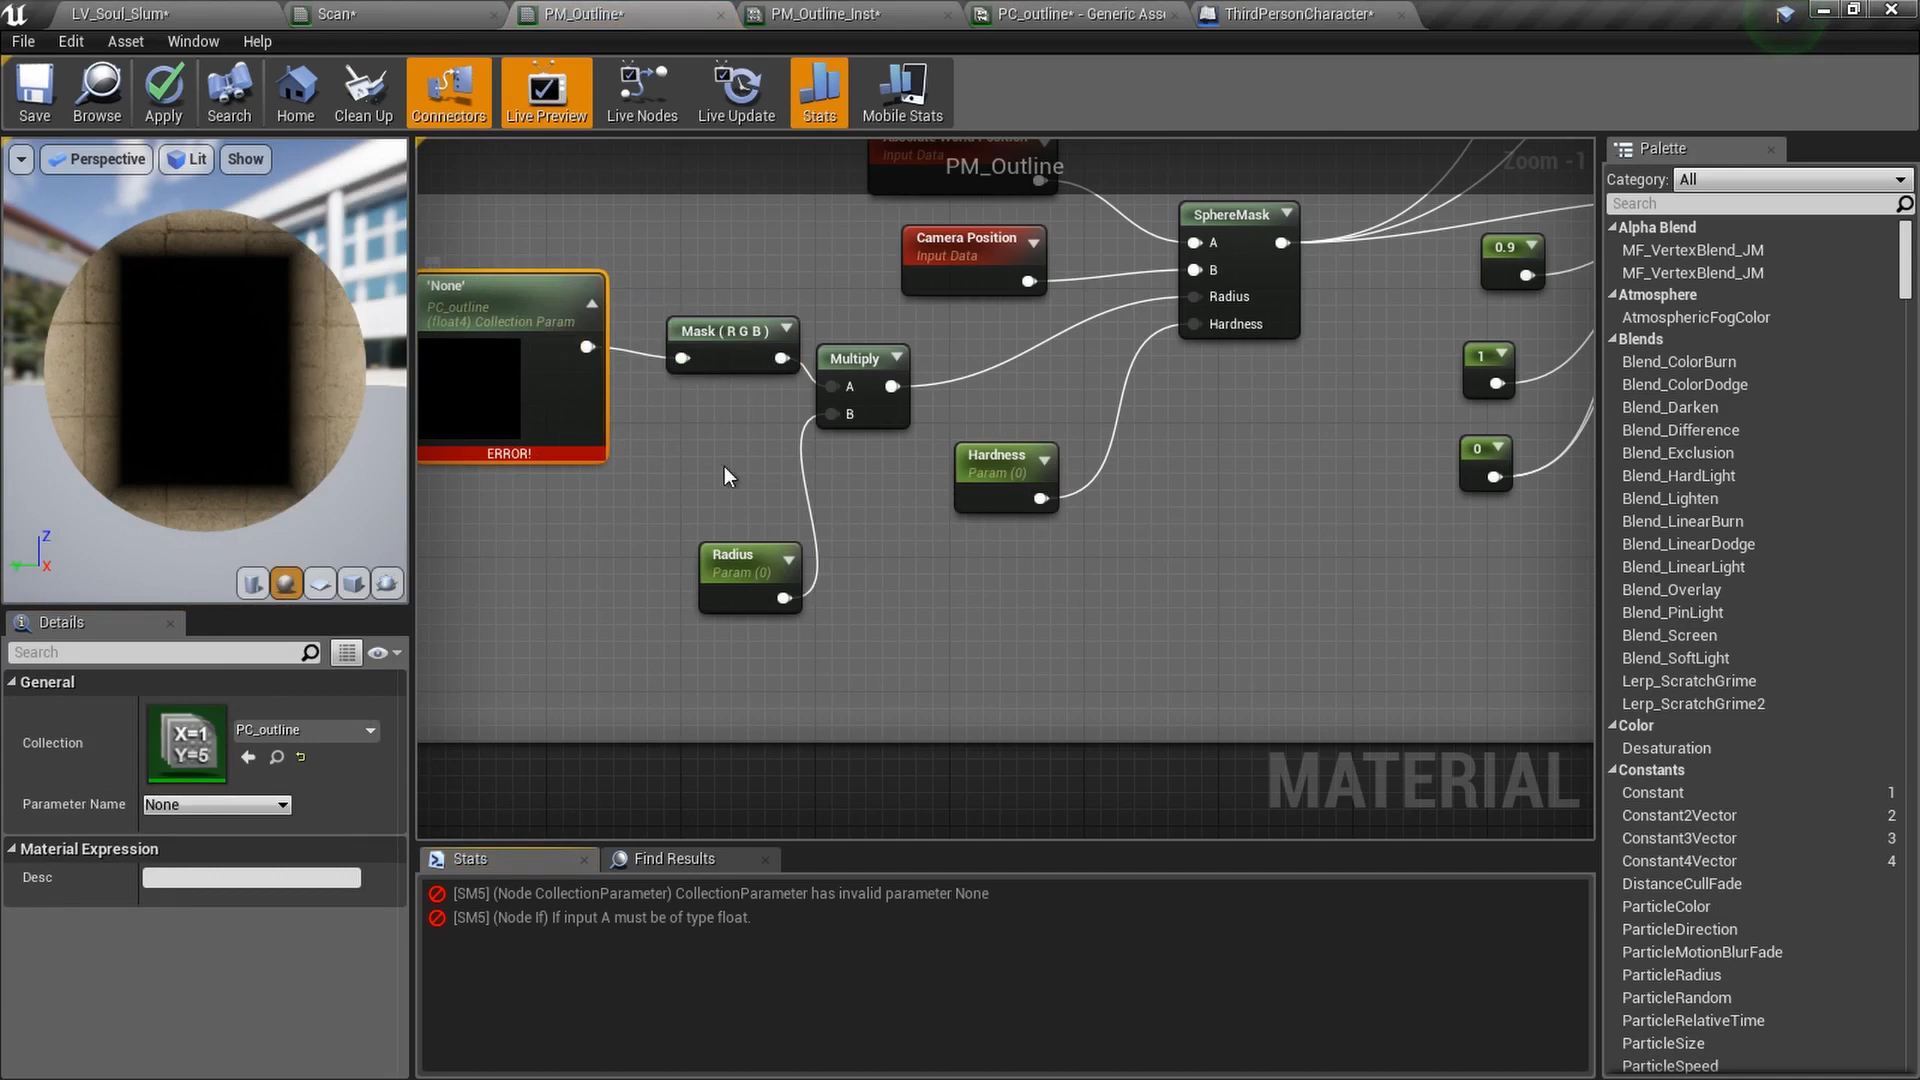 LV_Soul_Slum*
Scan*
PM_Outline*
PM_Outline_Inst*
PC_outline* - Generic Asse
ThirdPersonCharacter*
File
Edit
Asset
Window
Help
Save
Browse
Apply
Search
Home
Clean Up
Connectors
Live Preview
Live Nodes
Live Update
Stats
Mobile Stats
Perspective
Lit
Show
Z
Y
X
Absolute World Position
Input Data
PM_Outline
Zoom -1
Camera Position
Input Data
SphereMask
A
B
Radius
Hardness
'None'
PC_outline
(float4) Collection Param
ERROR!
Mask ( R G B )
Multiply
A
B
Hardness
Param (0)
Radius
Param (0)
0.9
1
0
MATERIAL
Details
Search
General
Collection
X=1
Y=5
PC_outline
Parameter Name
None
Material Expression
Desc
Stats
Find Results
[SM5] (Node CollectionParameter) CollectionParameter has invalid parameter None
[SM5] (Node If) If input A must be of type float.
Palette
Category: All
Search
Alpha Blend
MF_VertexBlend_JM
MF_VertexBlend_JM
Atmosphere
AtmosphericFogColor
Blends
Blend_ColorBurn
Blend_ColorDodge
Blend_Darken
Blend_Difference
Blend_Exclusion
Blend_HardLight
Blend_Lighten
Blend_LinearBurn
Blend_LinearDodge
Blend_LinearLight
Blend_Overlay
Blend_PinLight
Blend_Screen
Blend_SoftLight
Lerp_ScratchGrime
Lerp_ScratchGrime2
Color
Desaturation
Constants
Constant 1
Constant2Vector 2
Constant3Vector 3
Constant4Vector 4
DistanceCullFade
ParticleColor
ParticleDirection
ParticleMotionBlurFade
ParticleRadius
ParticleRandom
ParticleRelativeTime
ParticleSize
ParticleSpeed